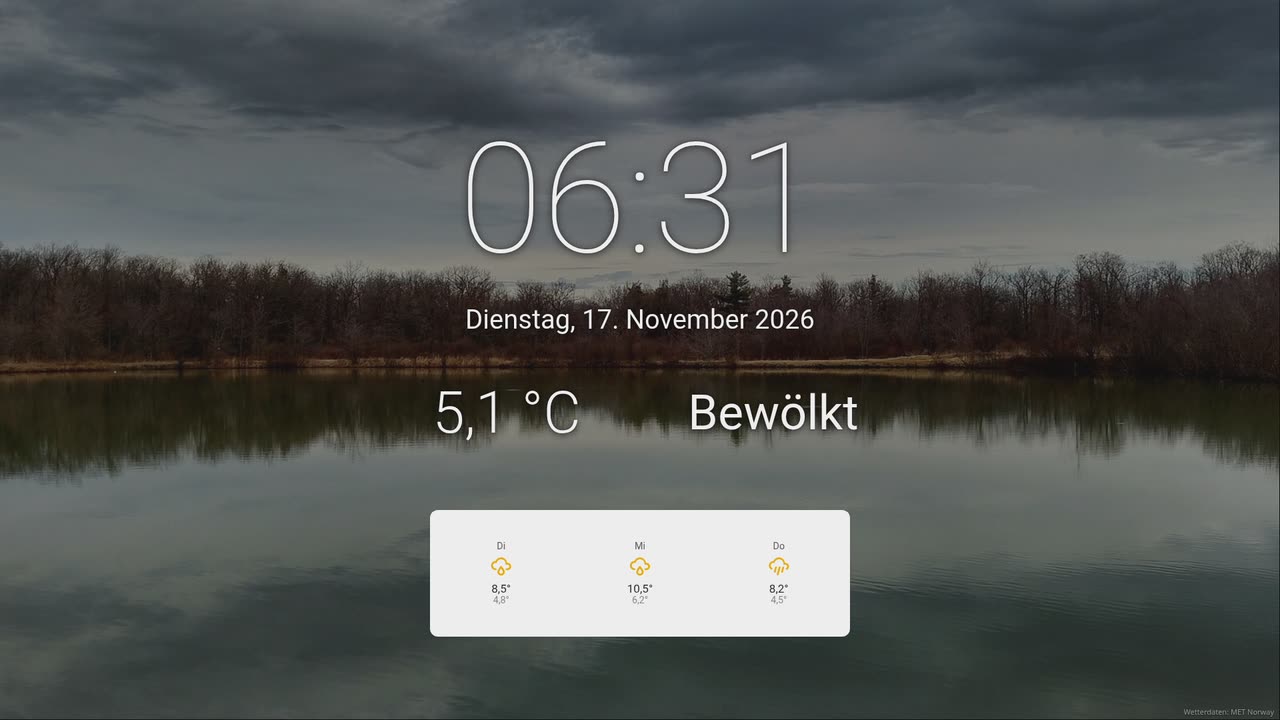 06:31
Dienstag, 17. November 2026
5,1 °C Bewölkt
Di Mi Do
8,5° 10,5° 8,2°
4,8° 6,2° 4,5°
Wetterdaten: MET Norway